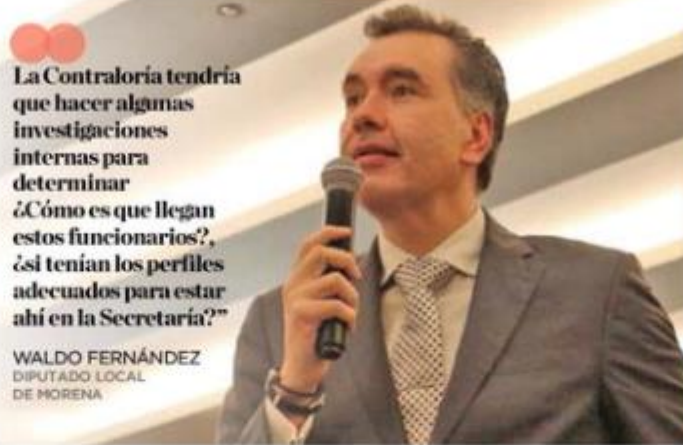 La Contraloría tendría
que hacer algunas
investigaciones
internas para
determinar
¿Cómo es que llegan
estos funcionarios?,
¿si tenían los perfiles
adecuados para estar
ahí en la Secretaría?”
WALDO FERNÁNDEZ
DIPUTADO LOCAL
DE MORENA